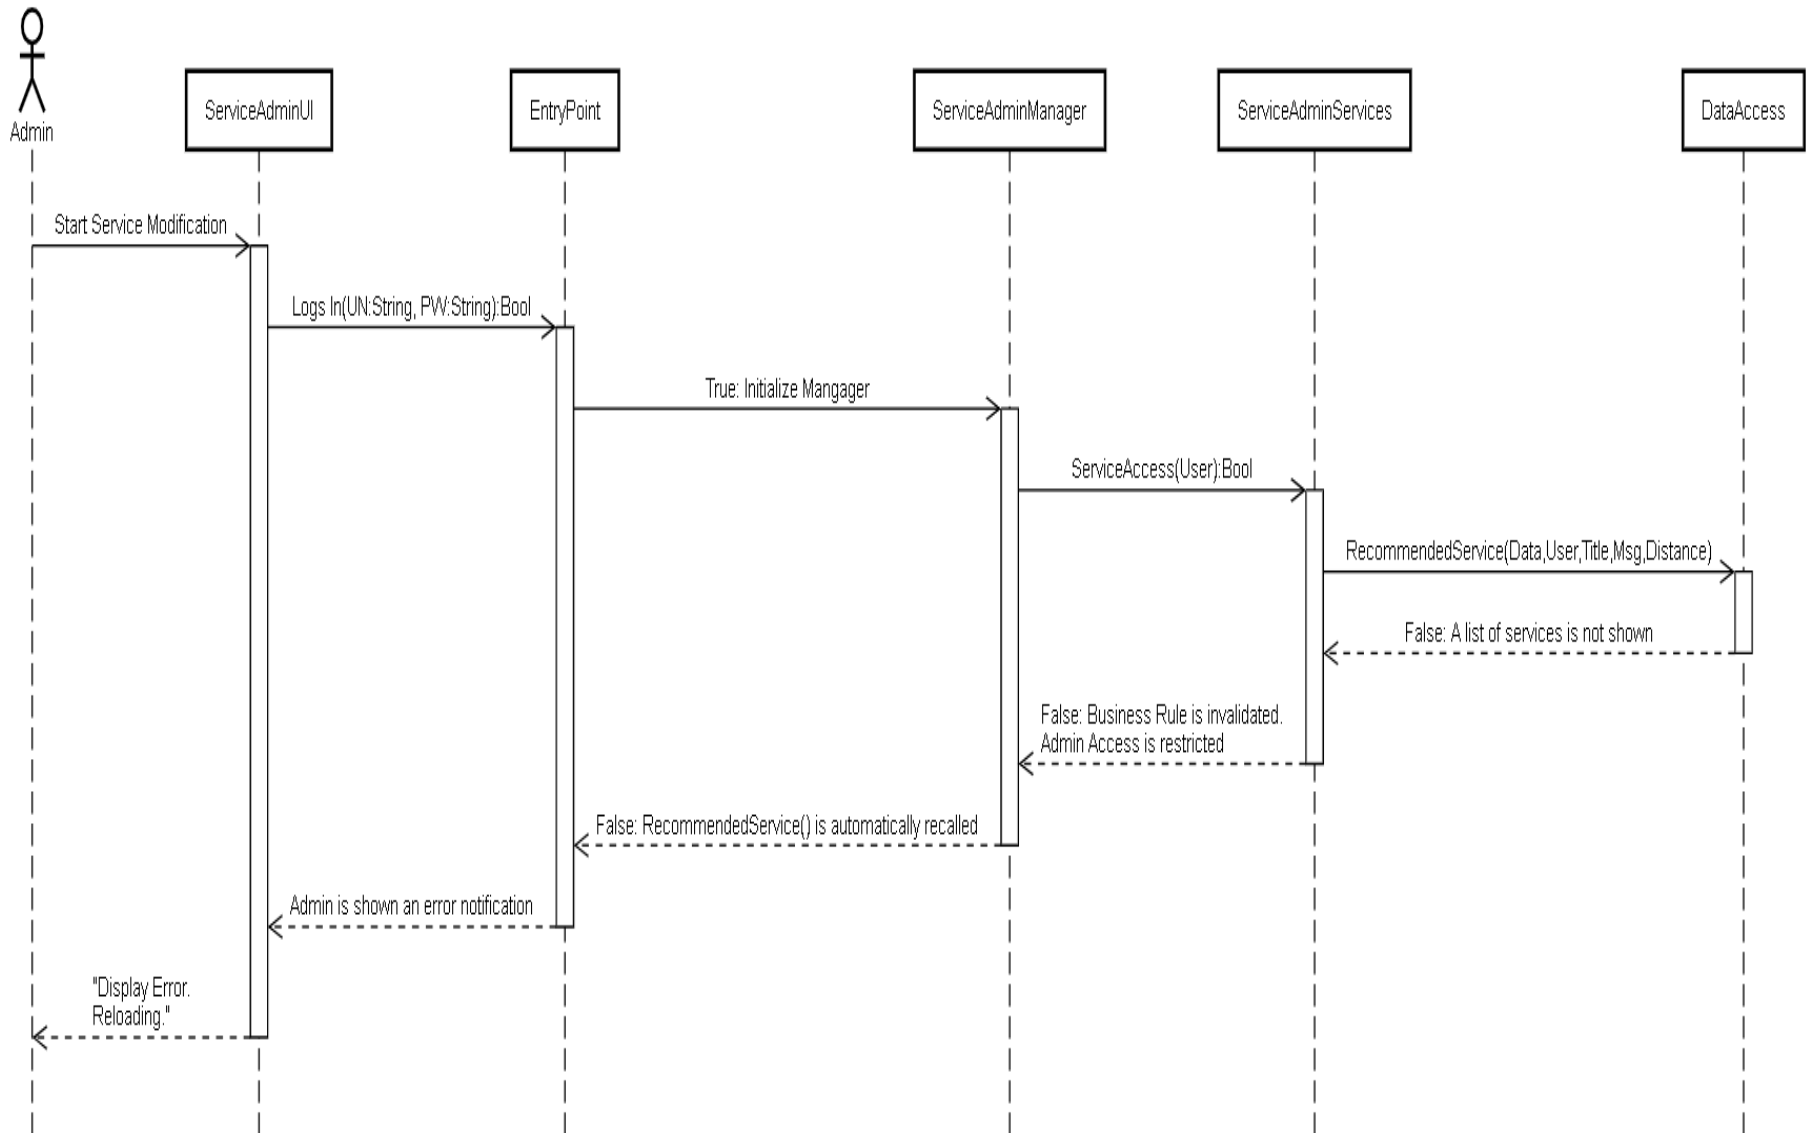 Admin
ServiceAdminUI
EntryPoint
ServiceAdminManager
ServiceAdminServices
DataAccess
Start Service Modification
Logs In(UN:String, PW:String):Bool
True: Initialize Mangager
ServiceAccess(User):Bool
RecommendedService(Data,User,Title,Msg,Distance)
False: A list of services is not shown
False: Business Rule is invalidated.
Admin Access is restricted
False: RecommendedService() is automatically recalled
Admin is shown an error notification
"Display Error.
Reloading."